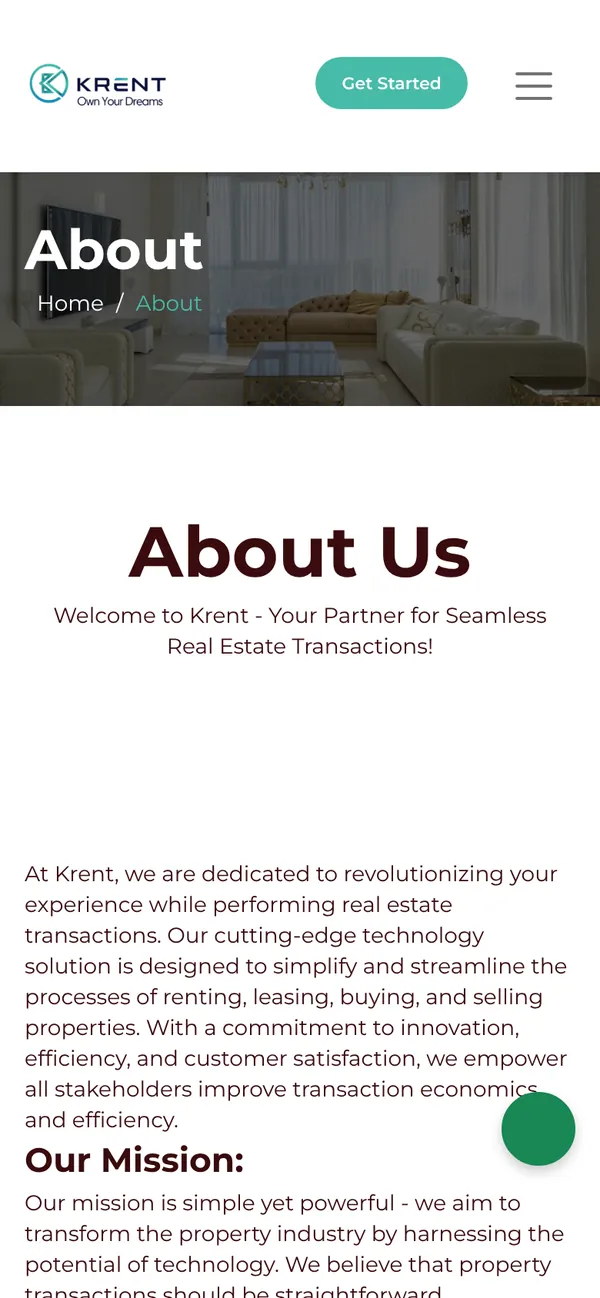 KRENT
Own Your Dreams
Get Started
About
Home / About
About Us
Welcome to Krent - Your Partner for Seamless
Real Estate Transactions!
At Krent, we are dedicated to revolutionizing your
experience while performing real estate
transactions. Our cutting-edge technology
solution is designed to simplify and streamline the
processes of renting, leasing, buying, and selling
properties. With a commitment to innovation,
efficiency, and customer satisfaction, we empower
all stakeholders improve transaction economics
and efficiency.
Our Mission:
Our mission is simple yet powerful - we aim to
transform the property industry by harnessing the
potential of technology. We believe that property
transactions should be straightforward